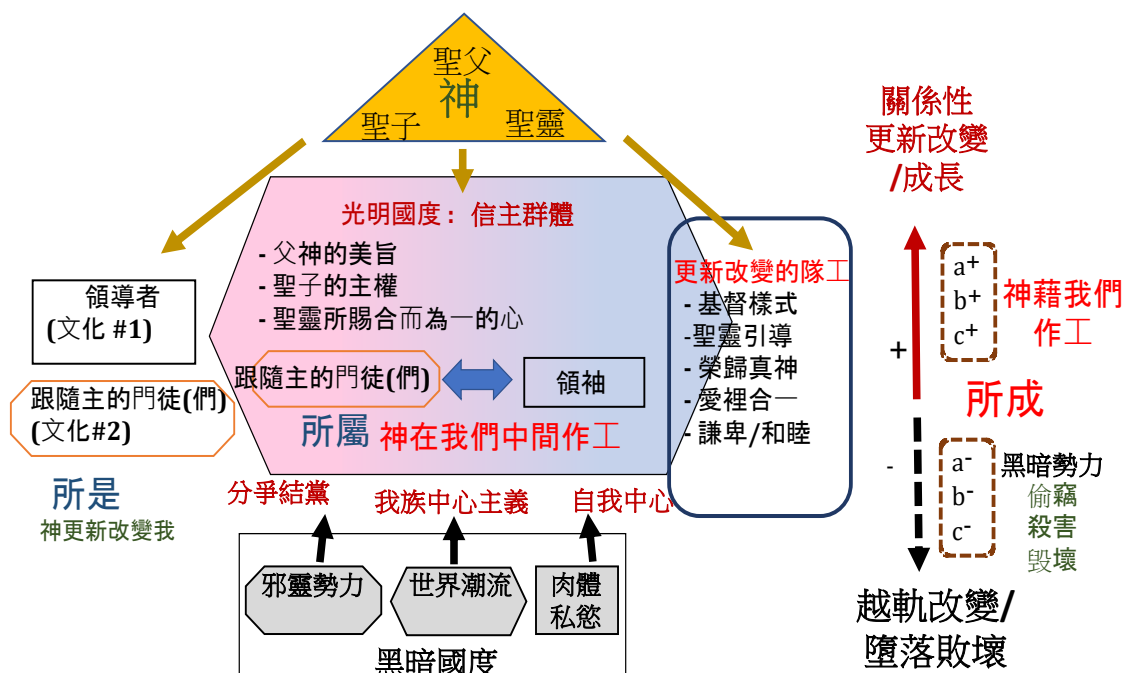 聖父
神
聖子 聖靈
關係性
更新改變
/成長
光明國度：信主群體
- 父神的美旨
- 聖子的主權
- 聖靈所賜合而為一的心
領導者
(文化 #1)
跟隨主的門徒(們)
(文化#2)
跟隨主的門徒(們)
領袖
所屬 神在我們中間作工
更新改變的隊工
- 基督樣式
-聖靈引導
- 榮歸真神
- 愛裡合一
- 謙卑/和睦
a+
b+
c+
神藉我們
作工
+
所成
-
a-
b-
c-
黑暗勢力
偷竊
殺害
毀壞
所是
神更新改變我
分爭結黨
我族中心主義
自我中心
邪靈勢力
世界潮流
肉體
私慾
黑暗國度
越軌改變/
墮落敗壞